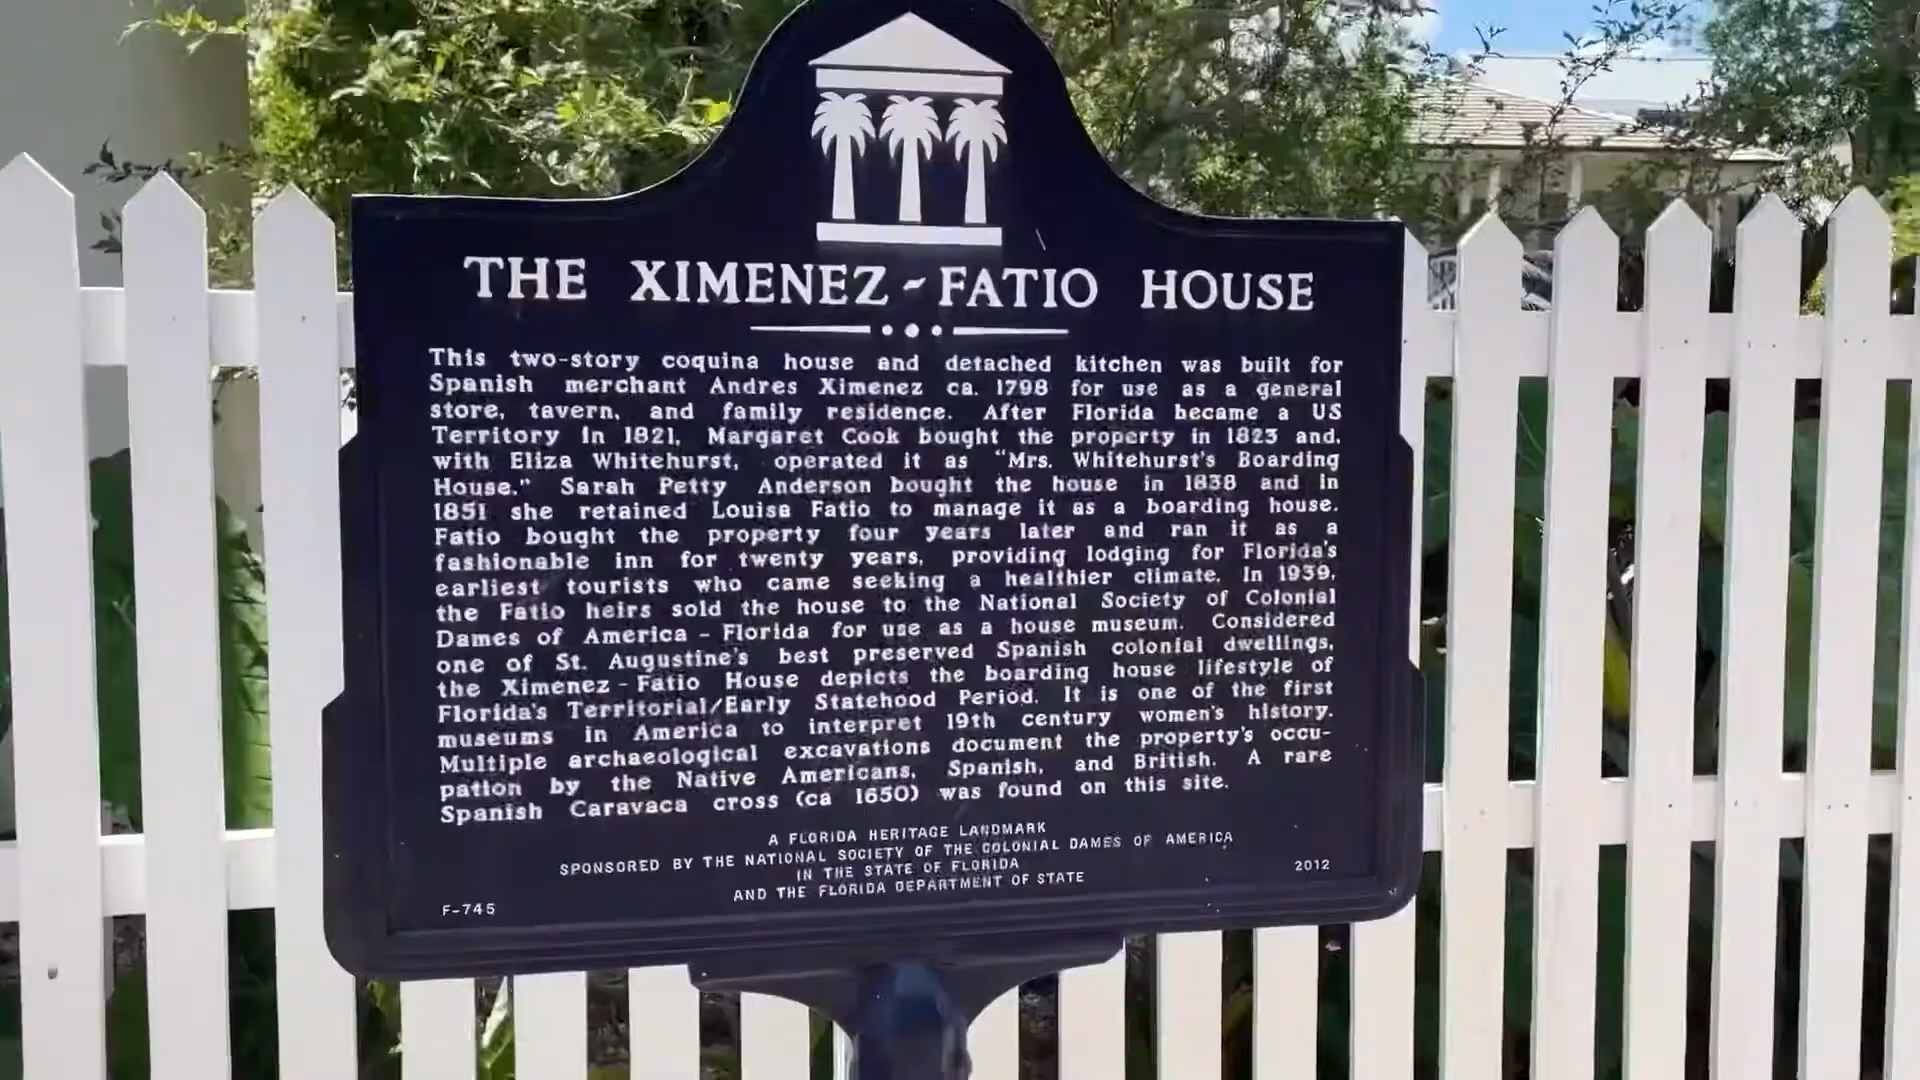 THE XIMENEZ-FATIO HOUSE
This two-story coquina house and detached kitchen was built for
Spanish merchant Andres Ximenez ca. 1798 for use as a general
store, tavern, and family residence. After Florida became a US
Territory in 1821, Margaret Cook bought the property in 1823 and,
with Eliza Whitehurst, operated it as “Mrs. Whitehurst's Boarding
House.” Sarah Petty Anderson bought the house in 1838 and in
1851 she retained Louisa Fatio to manage it as a boarding house.
Fatio bought the property four years later and ran it as a
fashionable inn for twenty years, providing lodging for Florida's
earliest tourists who came seeking a healthier climate. In 1939,
the Fatio heirs sold the house to the National Society of Colonial
Dames of America - Florida for use as a house museum. Considered
one of St. Augustine's best preserved Spanish colonial dwellings,
the Ximenez - Fatio House depicts the boarding house lifestyle of
Florida's Territorial/Early Statehood Period. It is one of the first
museums in America to interpret 19th century women's history.
Multiple archaeological excavations document the property's occu-
pation by the Native Americans, Spanish, and British. A rare
Spanish Caravaca cross (ca 1650) was found on this site.
A FLORIDA HERITAGE LANDMARK
SPONSORED BY THE NATIONAL SOCIETY OF THE COLONIAL DAMES OF AMERICA
IN THE STATE OF FLORIDA
AND THE FLORIDA DEPARTMENT OF STATE
F-745
2012